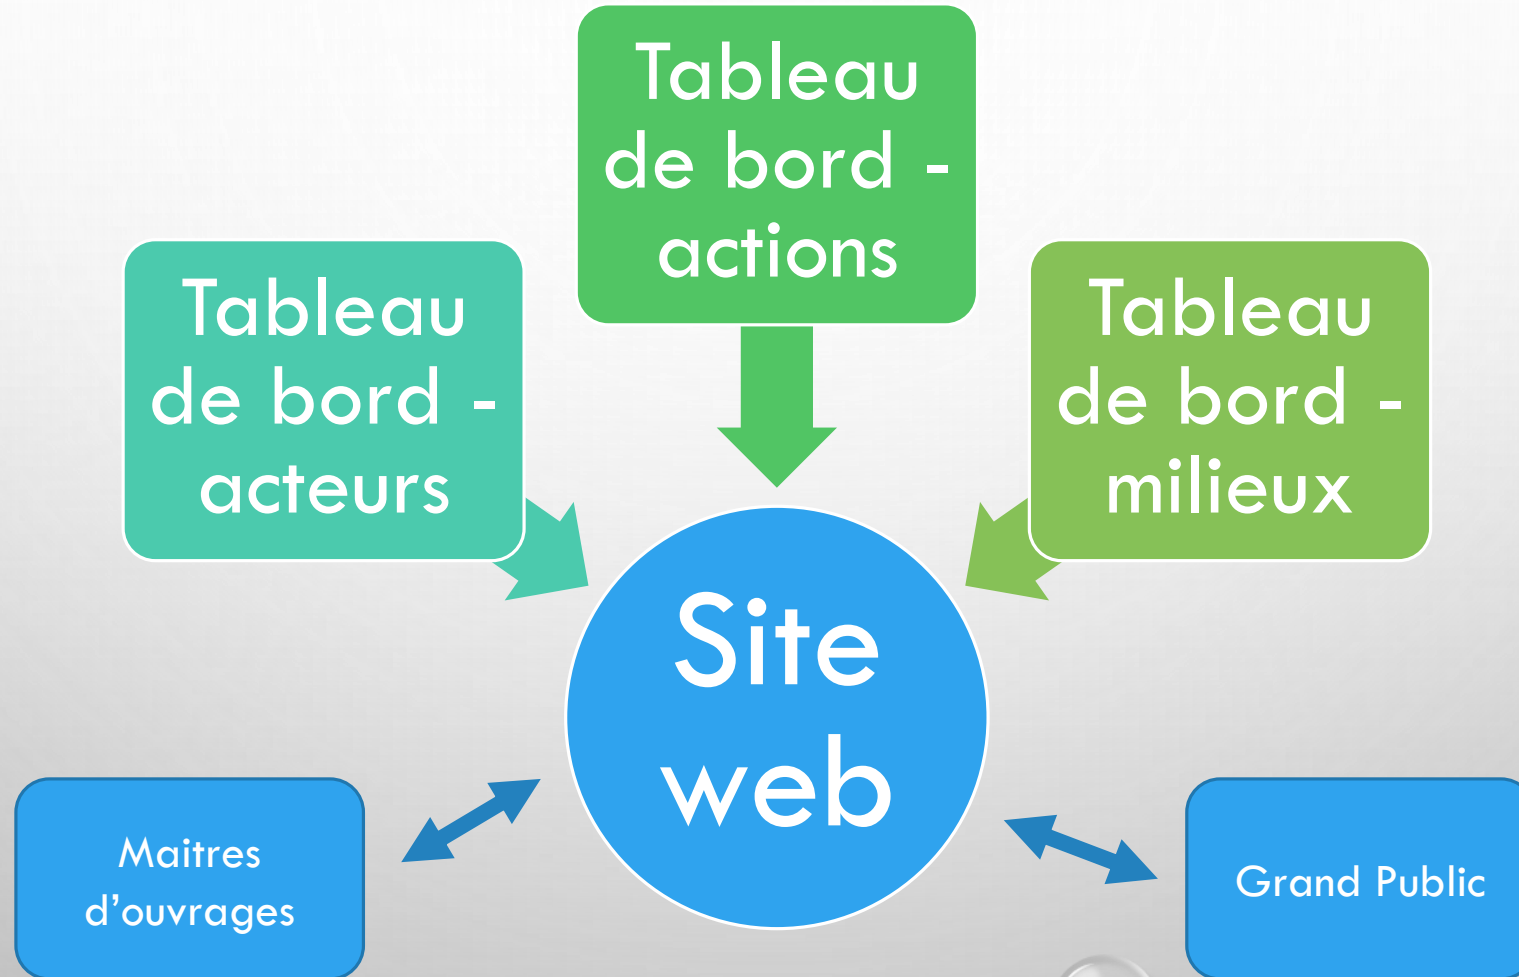 Tableau
de bord -
actions
Tableau
de bord -
acteurs
Tableau
de bord -
milieux
Site
web
Maitres
d’ouvrages
Grand Public